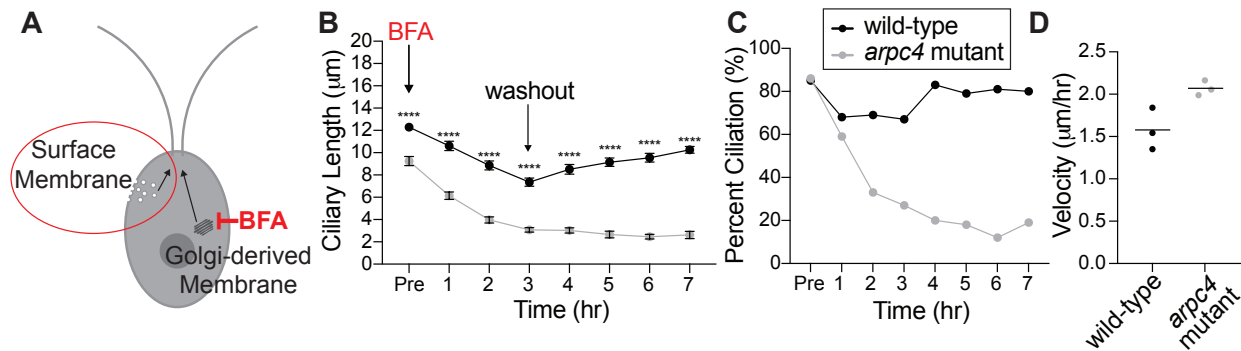 A
Surface
Membrane
BFA
Golgi-derived
Membrane
B
BFA
washout
Ciliary Length (μm)
20
18
16
14
12
10
8
6
4
2
0
****
****
****
****
****
****
****
****
Pre
1
2
3
4
5
6
7
Time (hr)
C
wild-type
arpc4 mutant
Percent Ciliation (%)
100
80
60
40
20
0
Pre
1
2
3
4
5
6
7
Time (hr)
D
Velocity (μm/hr)
2.5
2.0
1.5
1.0
0.5
0.0
wild-type
arpc4
mutant